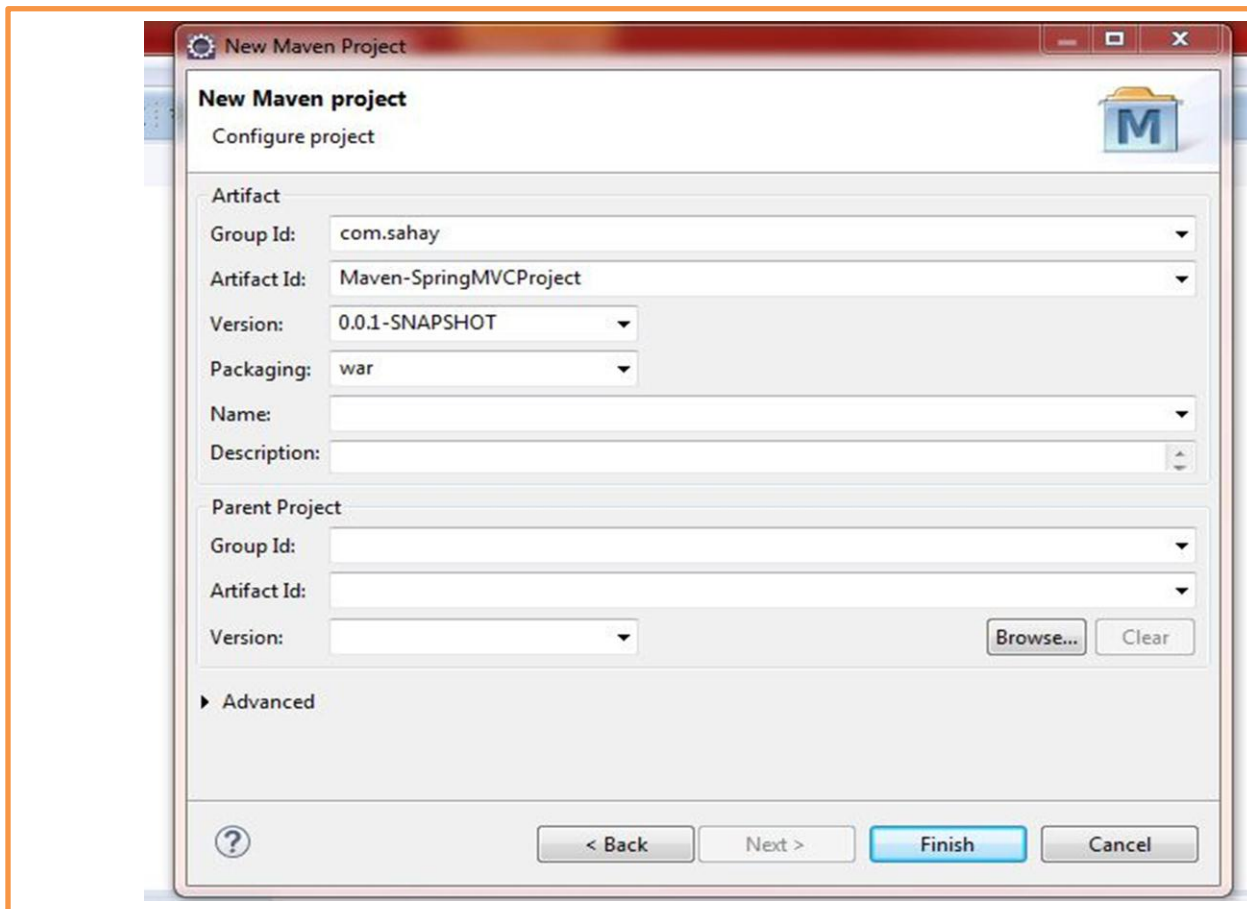 New Maven Project
New Maven project
Configure project
M
Artifact
Group Id: com.sahay
Artifact Id: Maven-SpringMVCProject
Version: 0.0.1-SNAPSHOT
Packaging: war
Name:
Description:
Parent Project
Group Id:
Artifact Id:
Version:
Browse... Clear
Advanced
? < Back Next > Finish Cancel